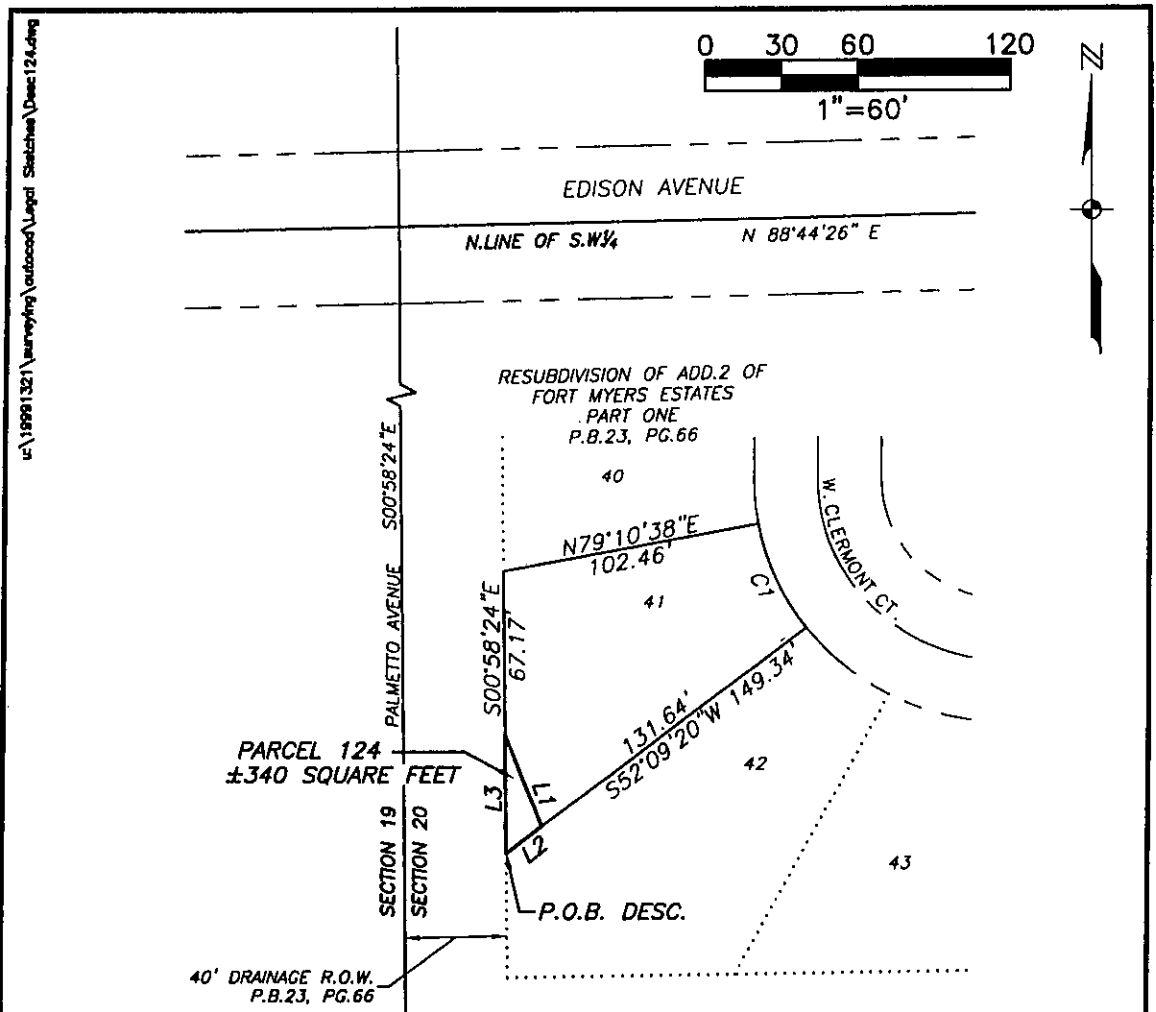 u:\19991321\surveying\autocad\Legal Sketches\Desc124.dwg
0 30 60 120
1"=60'
N
EDISON AVENUE
N.LINE OF S.W¼
N 88°44'26" E
RESUBDIVISION OF ADD.2 OF
FORT MYERS ESTATES
PART ONE
P.B.23, PG.66
40
PALMETTO AVENUE S00°58'24"E
W. CLERMONT CT.
N79°10'38"E
102.46'
C1
41
S00°58'24"E
67.17'
131.64'
S52°09'20"W 149.34'
PARCEL 124
±340 SQUARE FEET
L3
L1
L2
42
43
SECTION 19
SECTION 20
P.O.B. DESC.
40' DRAINAGE R.O.W.
P.B.23, PG.66